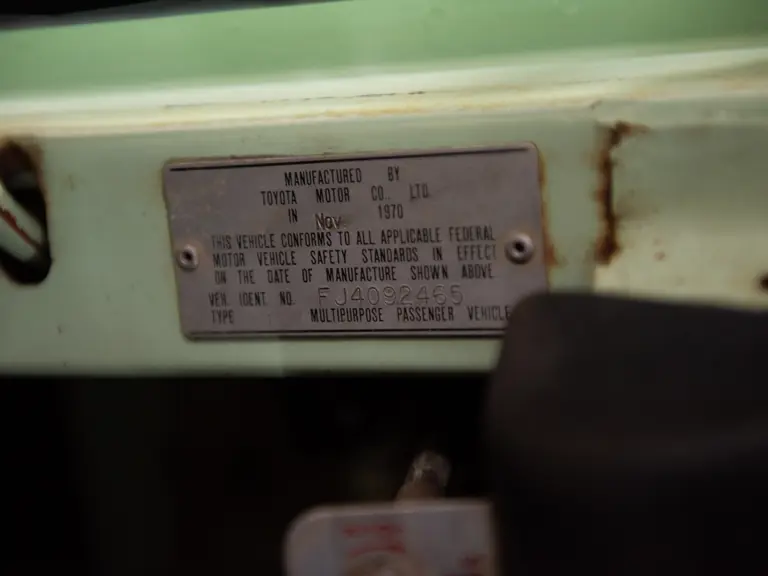 MANUFACTURED BY
TOYOTA MOTOR CO., LTD.
IN Nov. 1970
THIS VEHICLE CONFORMS TO ALL APPLICABLE FEDERAL
MOTOR VEHICLE SAFETY STANDARDS IN EFFECT
ON THE DATE OF MANUFACTURE SHOWN ABOVE
VEH. IDENT. NO. FJ4092465
TYPE MULTIPURPOSE PASSENGER VEHICLE